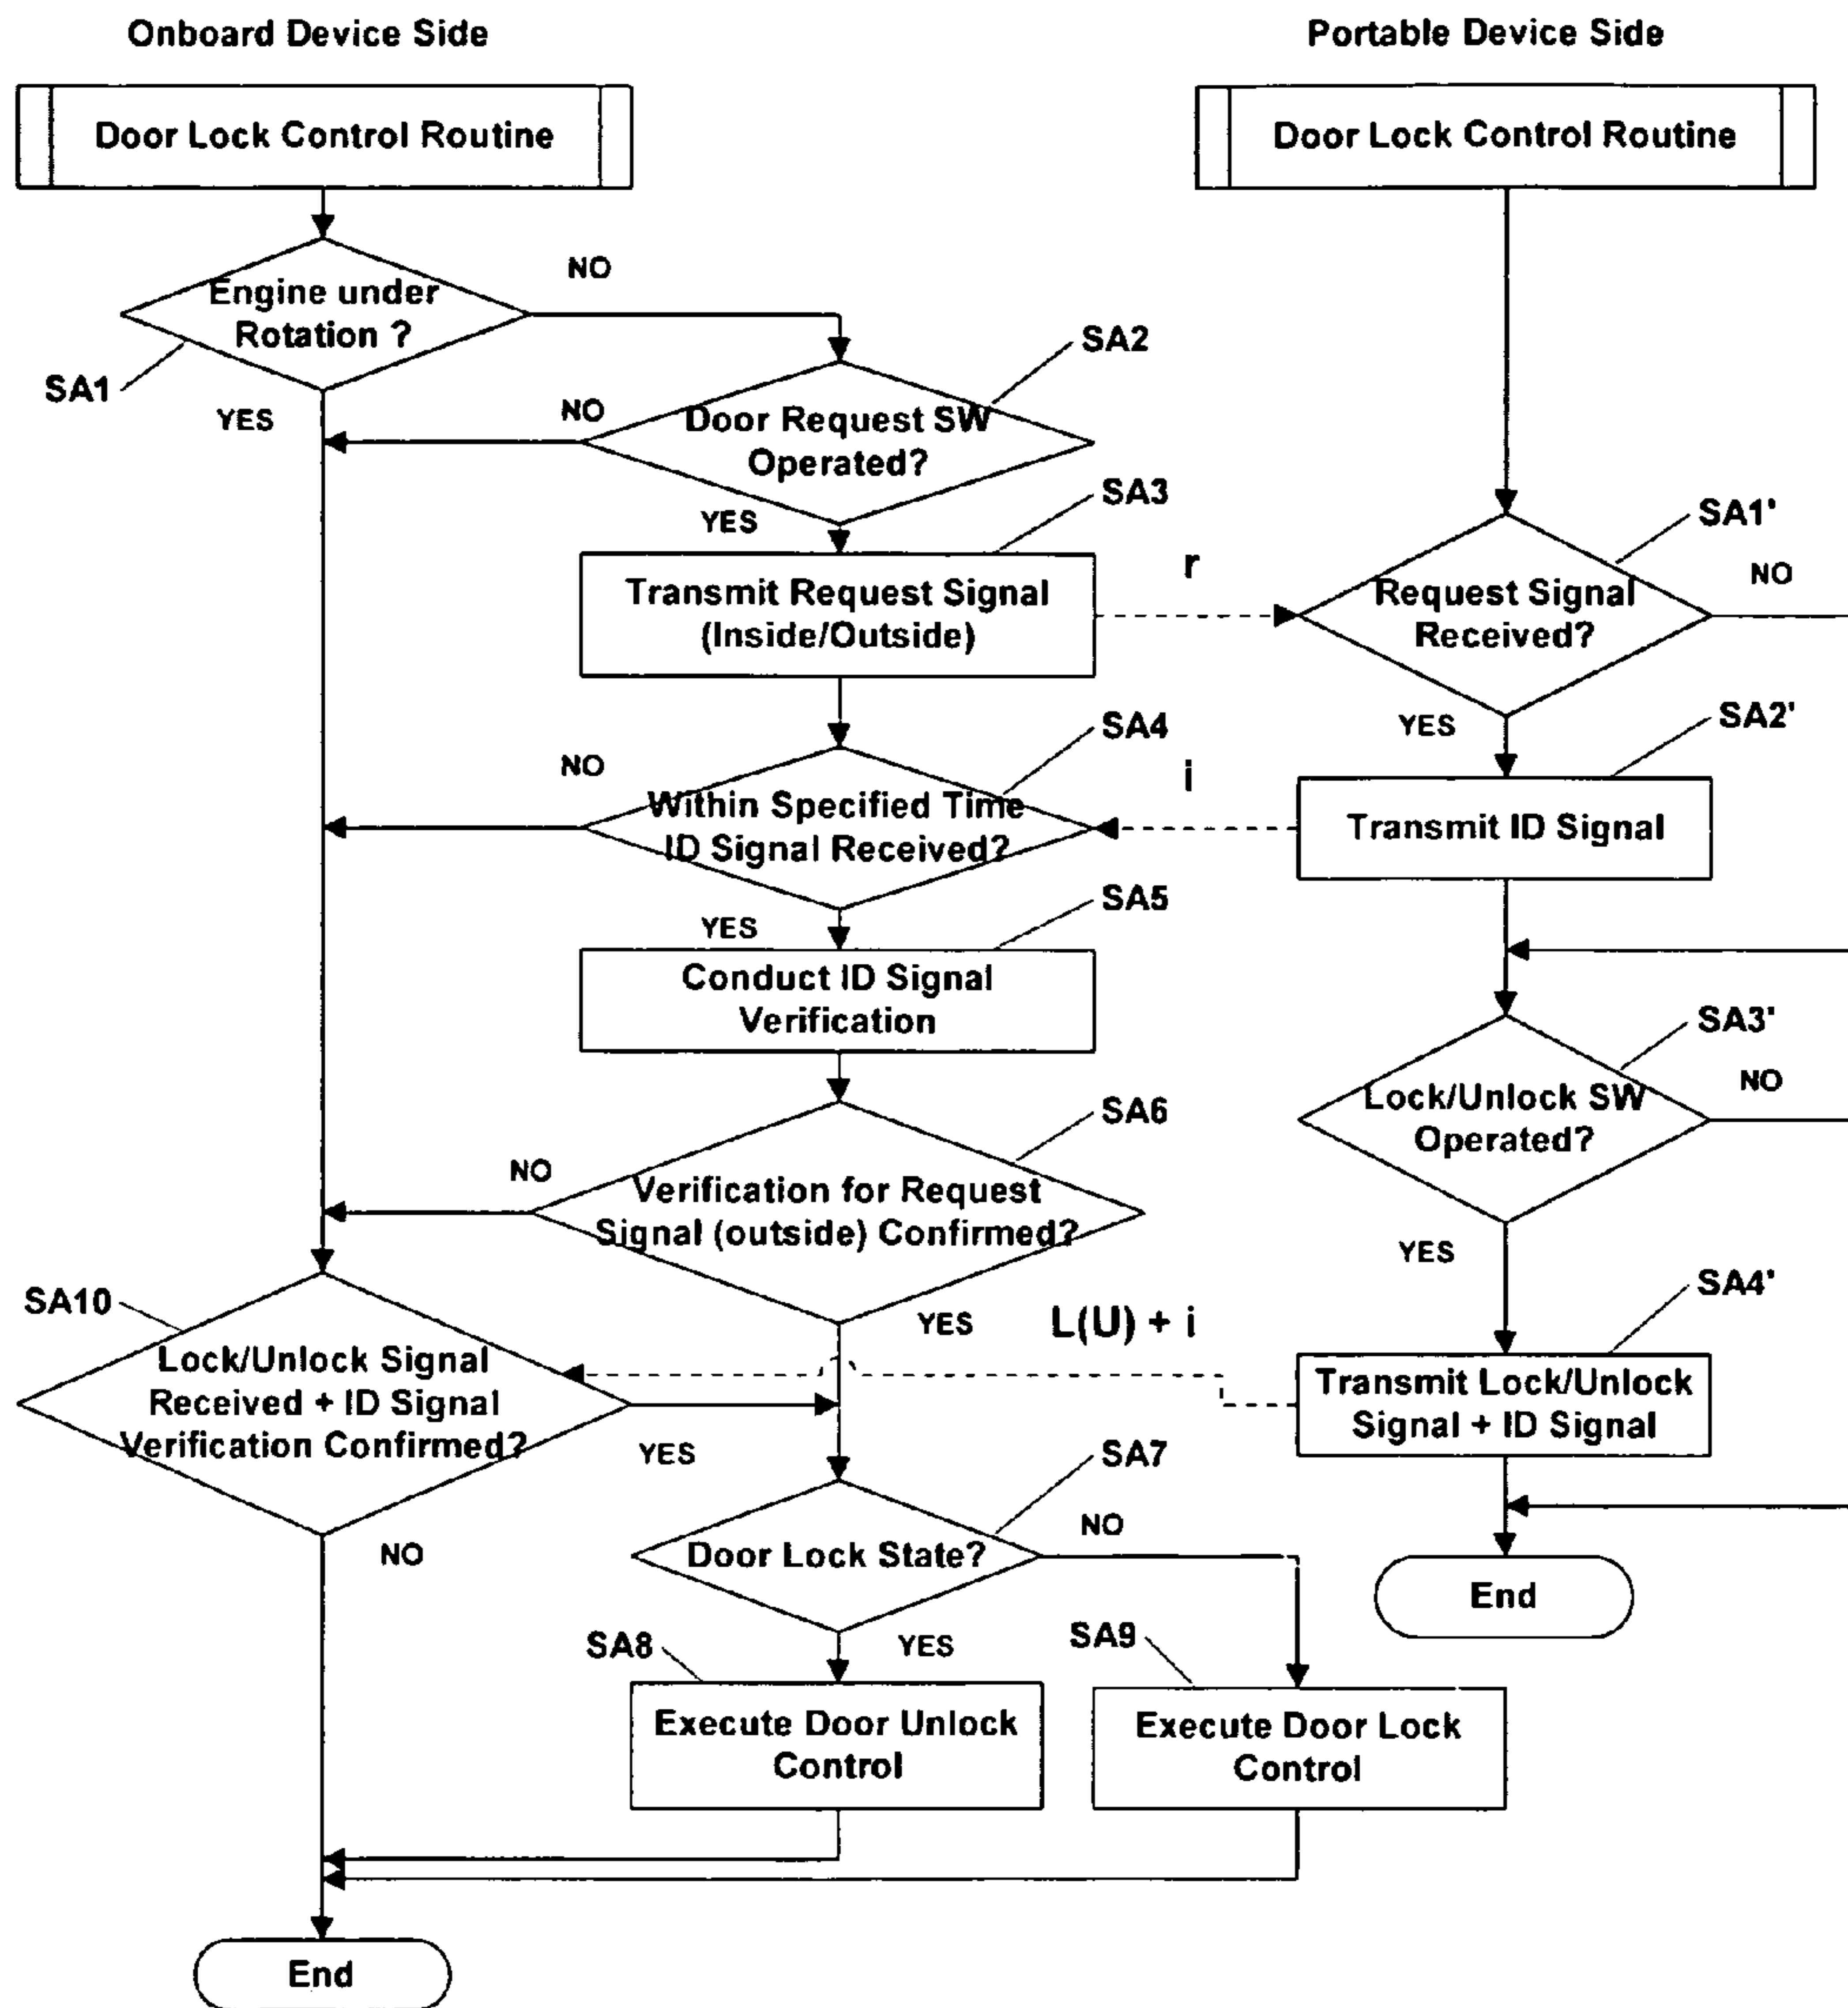 Onboard Device Side
Portable Device Side
Door Lock Control Routine
Door Lock Control Routine
Engine under
Rotation ?
NO
YES
SA1
SA2
Door Request SW
Operated?
NO
YES
SA3
Transmit Request Signal
(Inside/Outside)
r
SA1'
Request Signal
Received?
NO
YES
SA4
Within Specified Time
ID Signal Received?
NO
YES
i
SA2'
Transmit ID Signal
SA5
Conduct ID Signal
Verification
SA3'
Lock/Unlock SW
Operated?
NO
YES
SA6
Verification for Request
Signal (outside) Confirmed?
NO
YES
L(U) + i
SA4'
Transmit Lock/Unlock
Signal + ID Signal
SA10
Lock/Unlock Signal
Received + ID Signal
Verification Confirmed?
YES
NO
SA7
Door Lock State?
NO
YES
End
SA8
Execute Door Unlock
Control
SA9
Execute Door Lock
Control
End